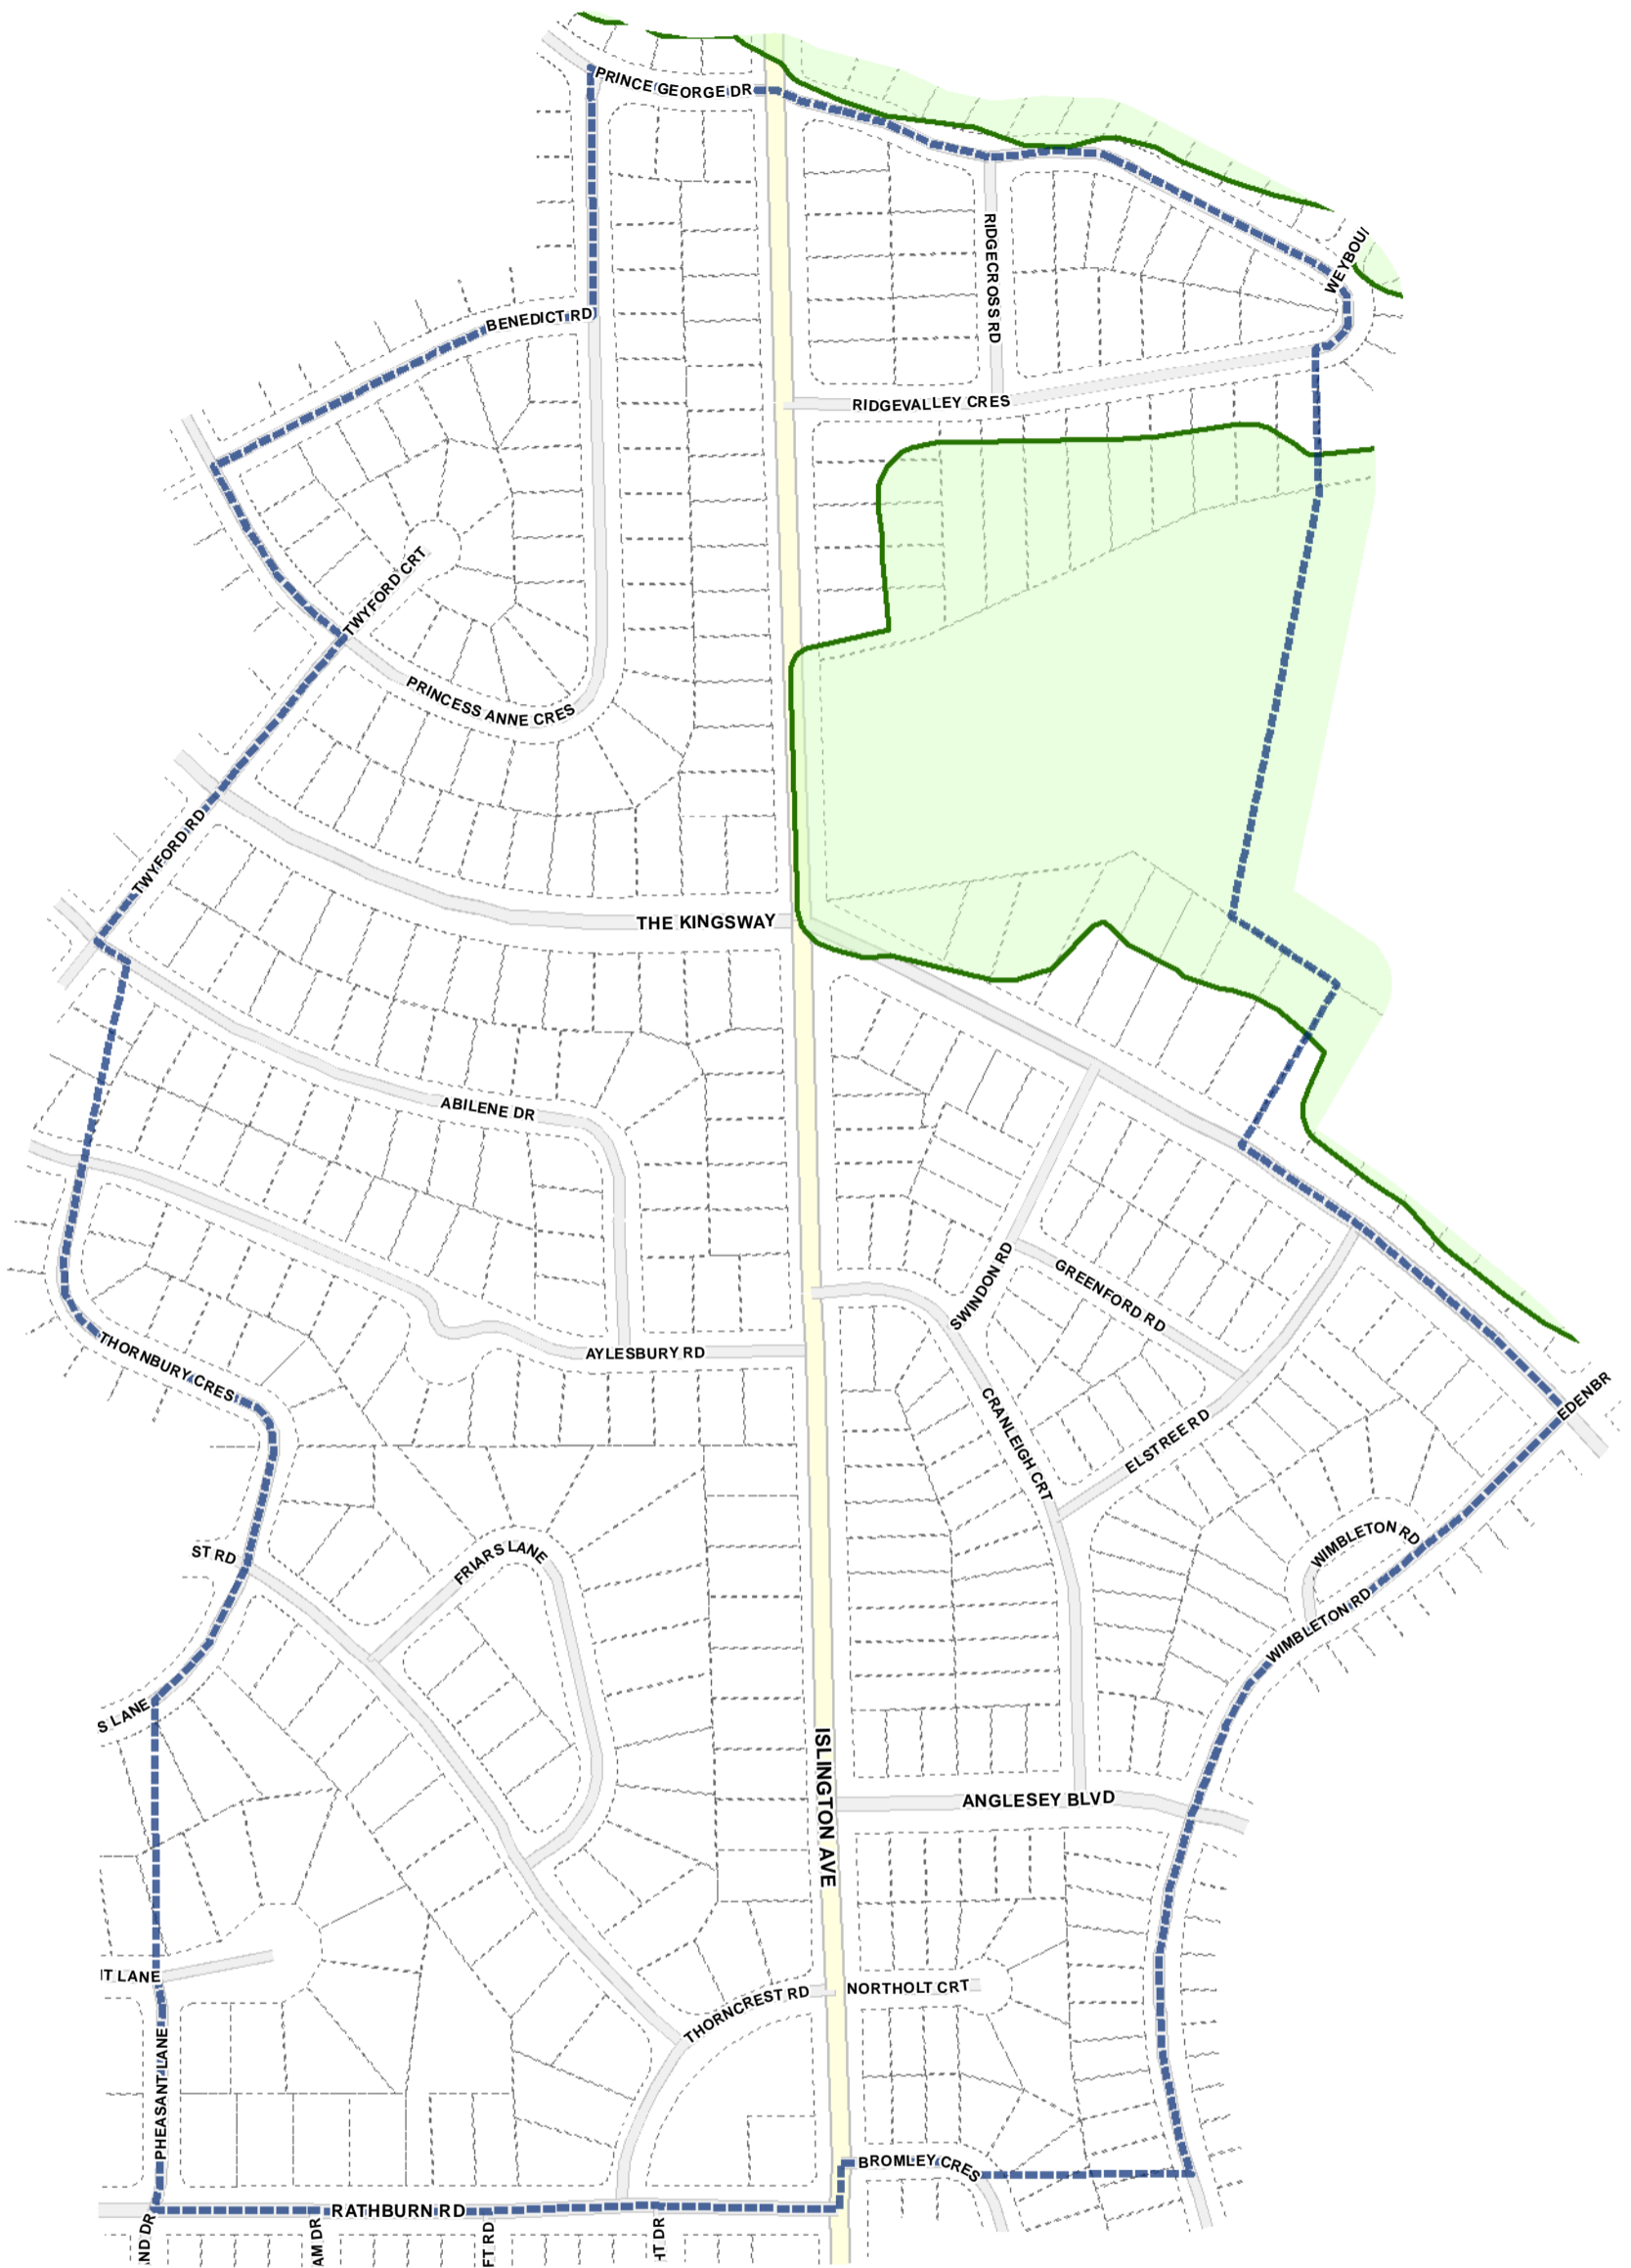 PRINCE GEORGE DR
RIDGECROSS RD
WEYBOUI
BENEDICT RD
RIDGEVALLEY CRES
TWYFORD CRT
PRINCESS ANNE CRES
TWYFORD RD
THE KINGSWAY
ABILENE DR
SWINDON RD
GREENFORD RD
THORNBURY CRES
AYLESBURY RD
EDENBR
CRANLEIGH CRT
ELSTREE RD
ST RD
FRIARS LANE
WIMBLETON RD
WIMBLETON RD
S LANE
ISLINGTON AVE
ANGLESEY BLVD
IT LANE
THORNCREST RD
NORTHOLT CRT
PHEASANT LANE
BROMLEY CRES
RATHBURN RD
ND DR
AM DR
FT RD
HT DR